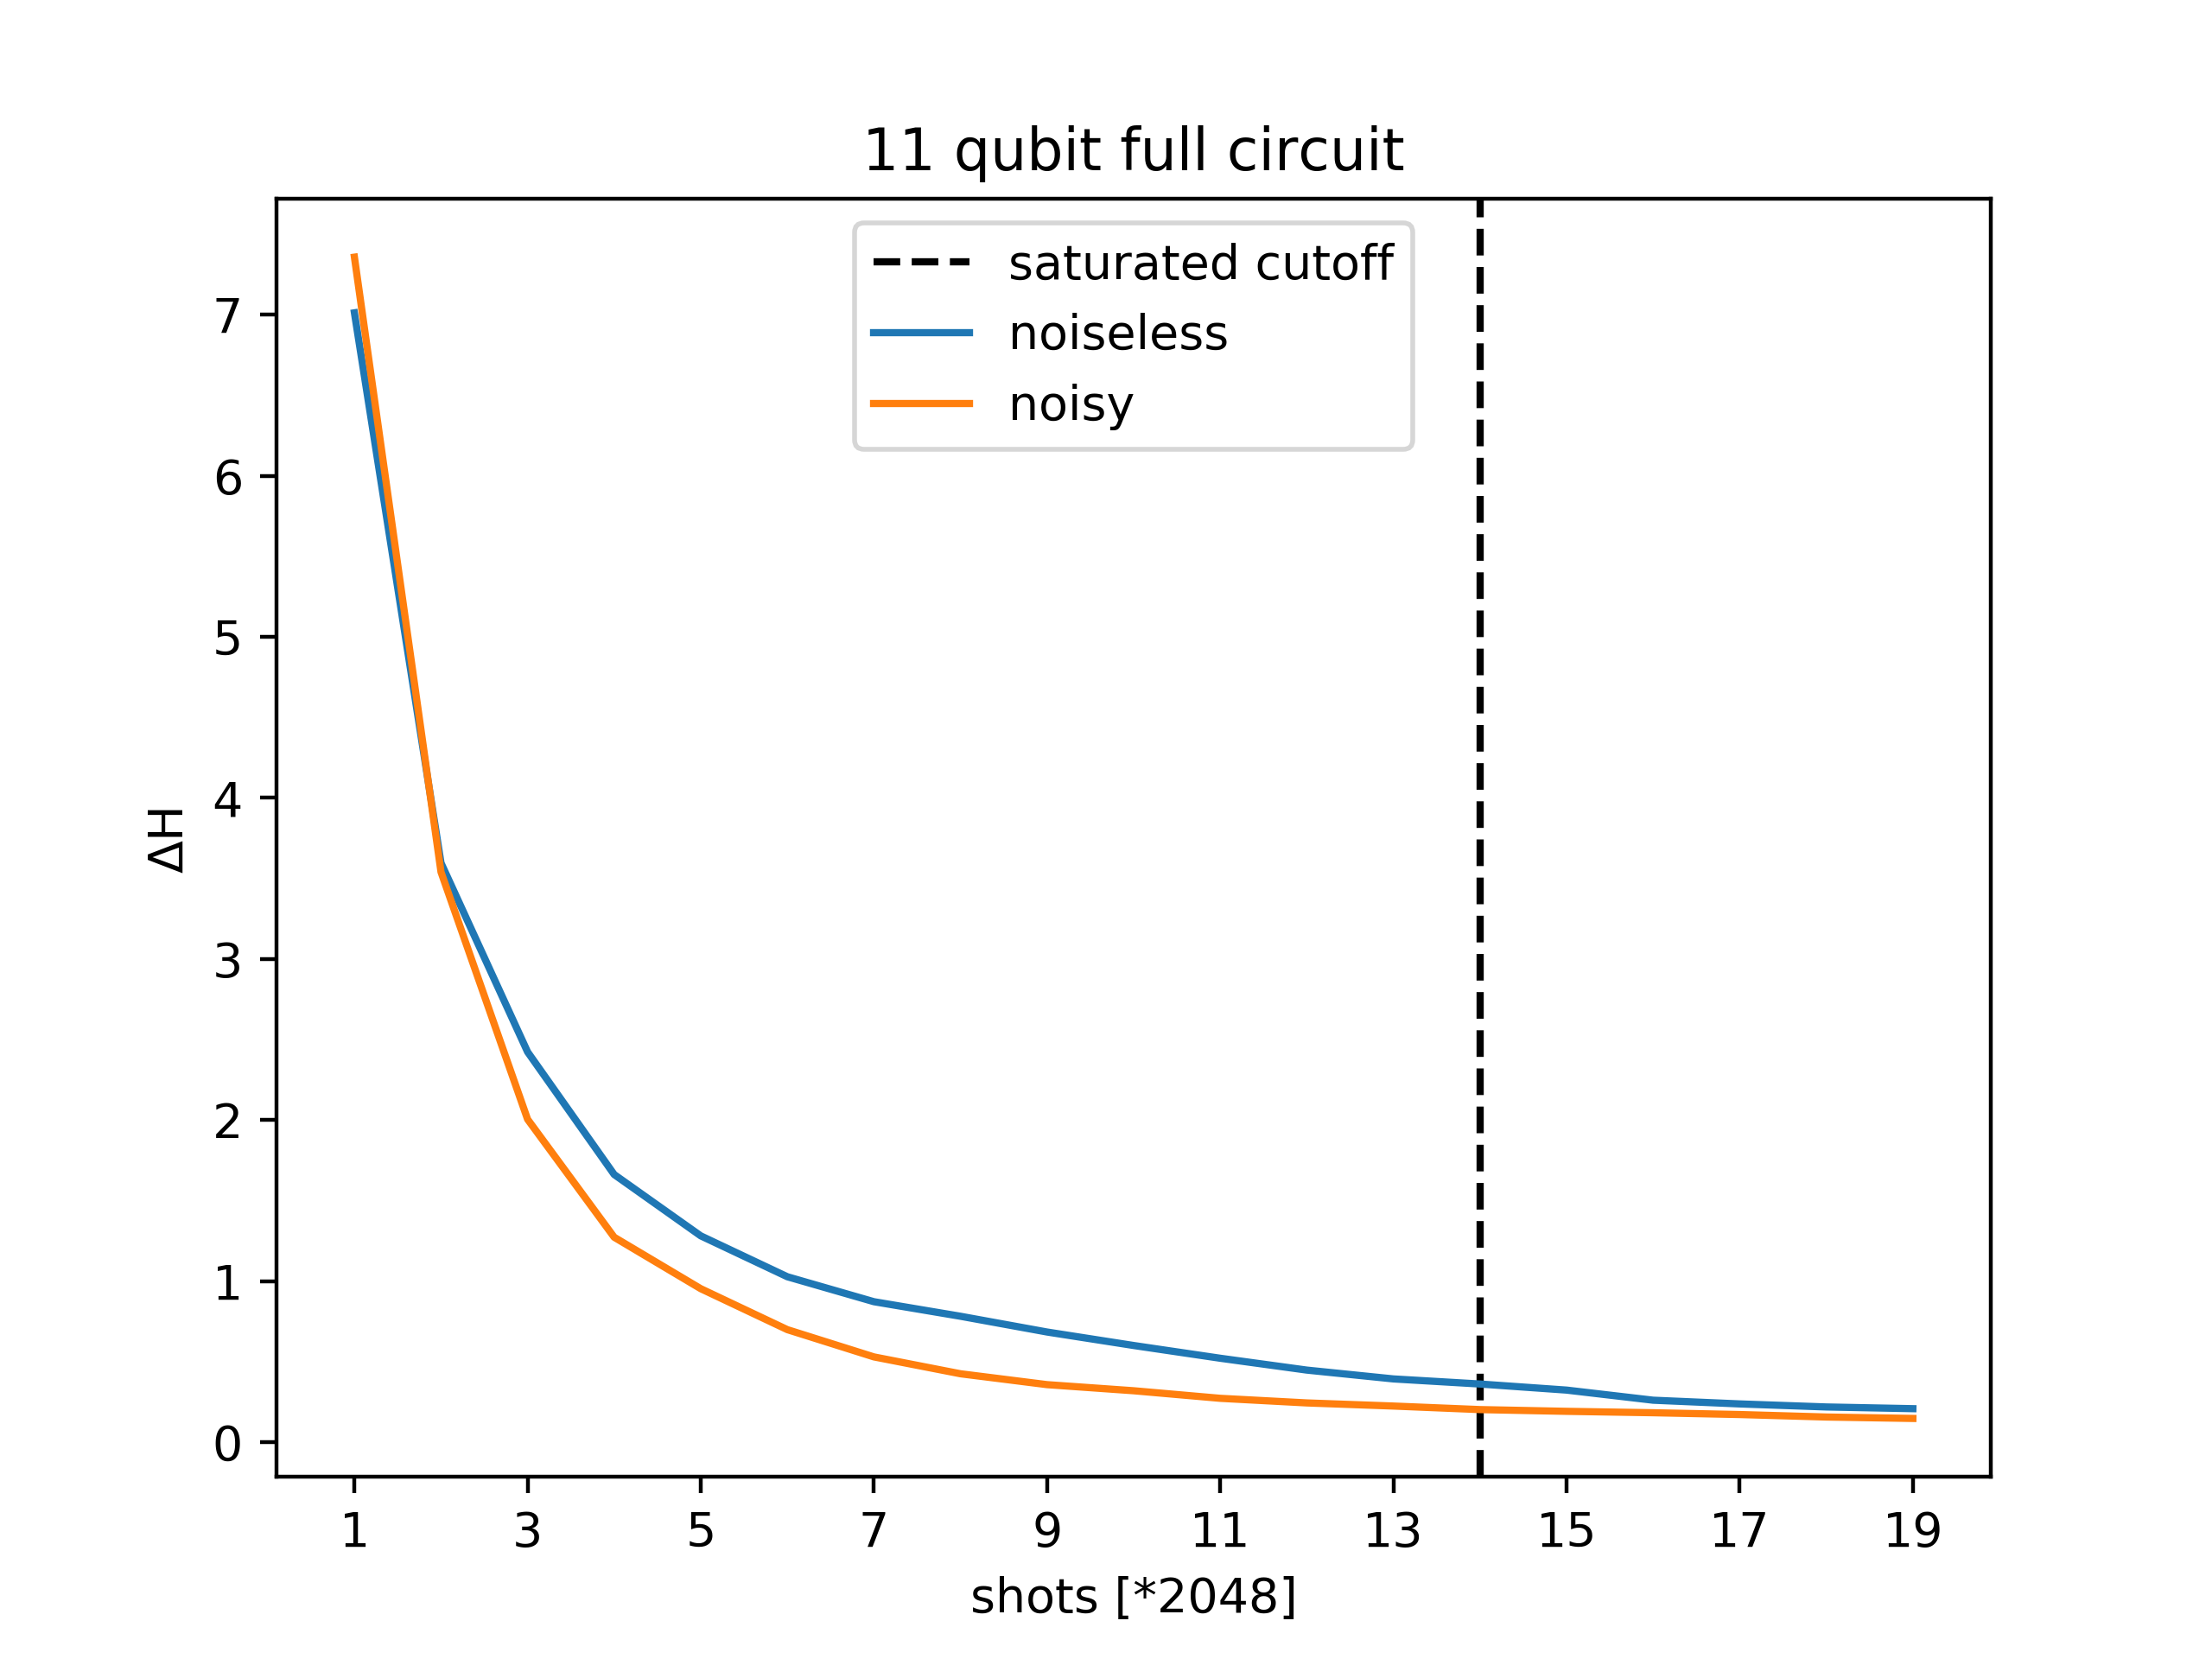 11 qubit full circuit
saturated cutoff
noiseless
noisy
7
6
5
4
3
2
1
0
ΔH
1 3 5 7 9 11 13 15 17 19
shots [*2048]